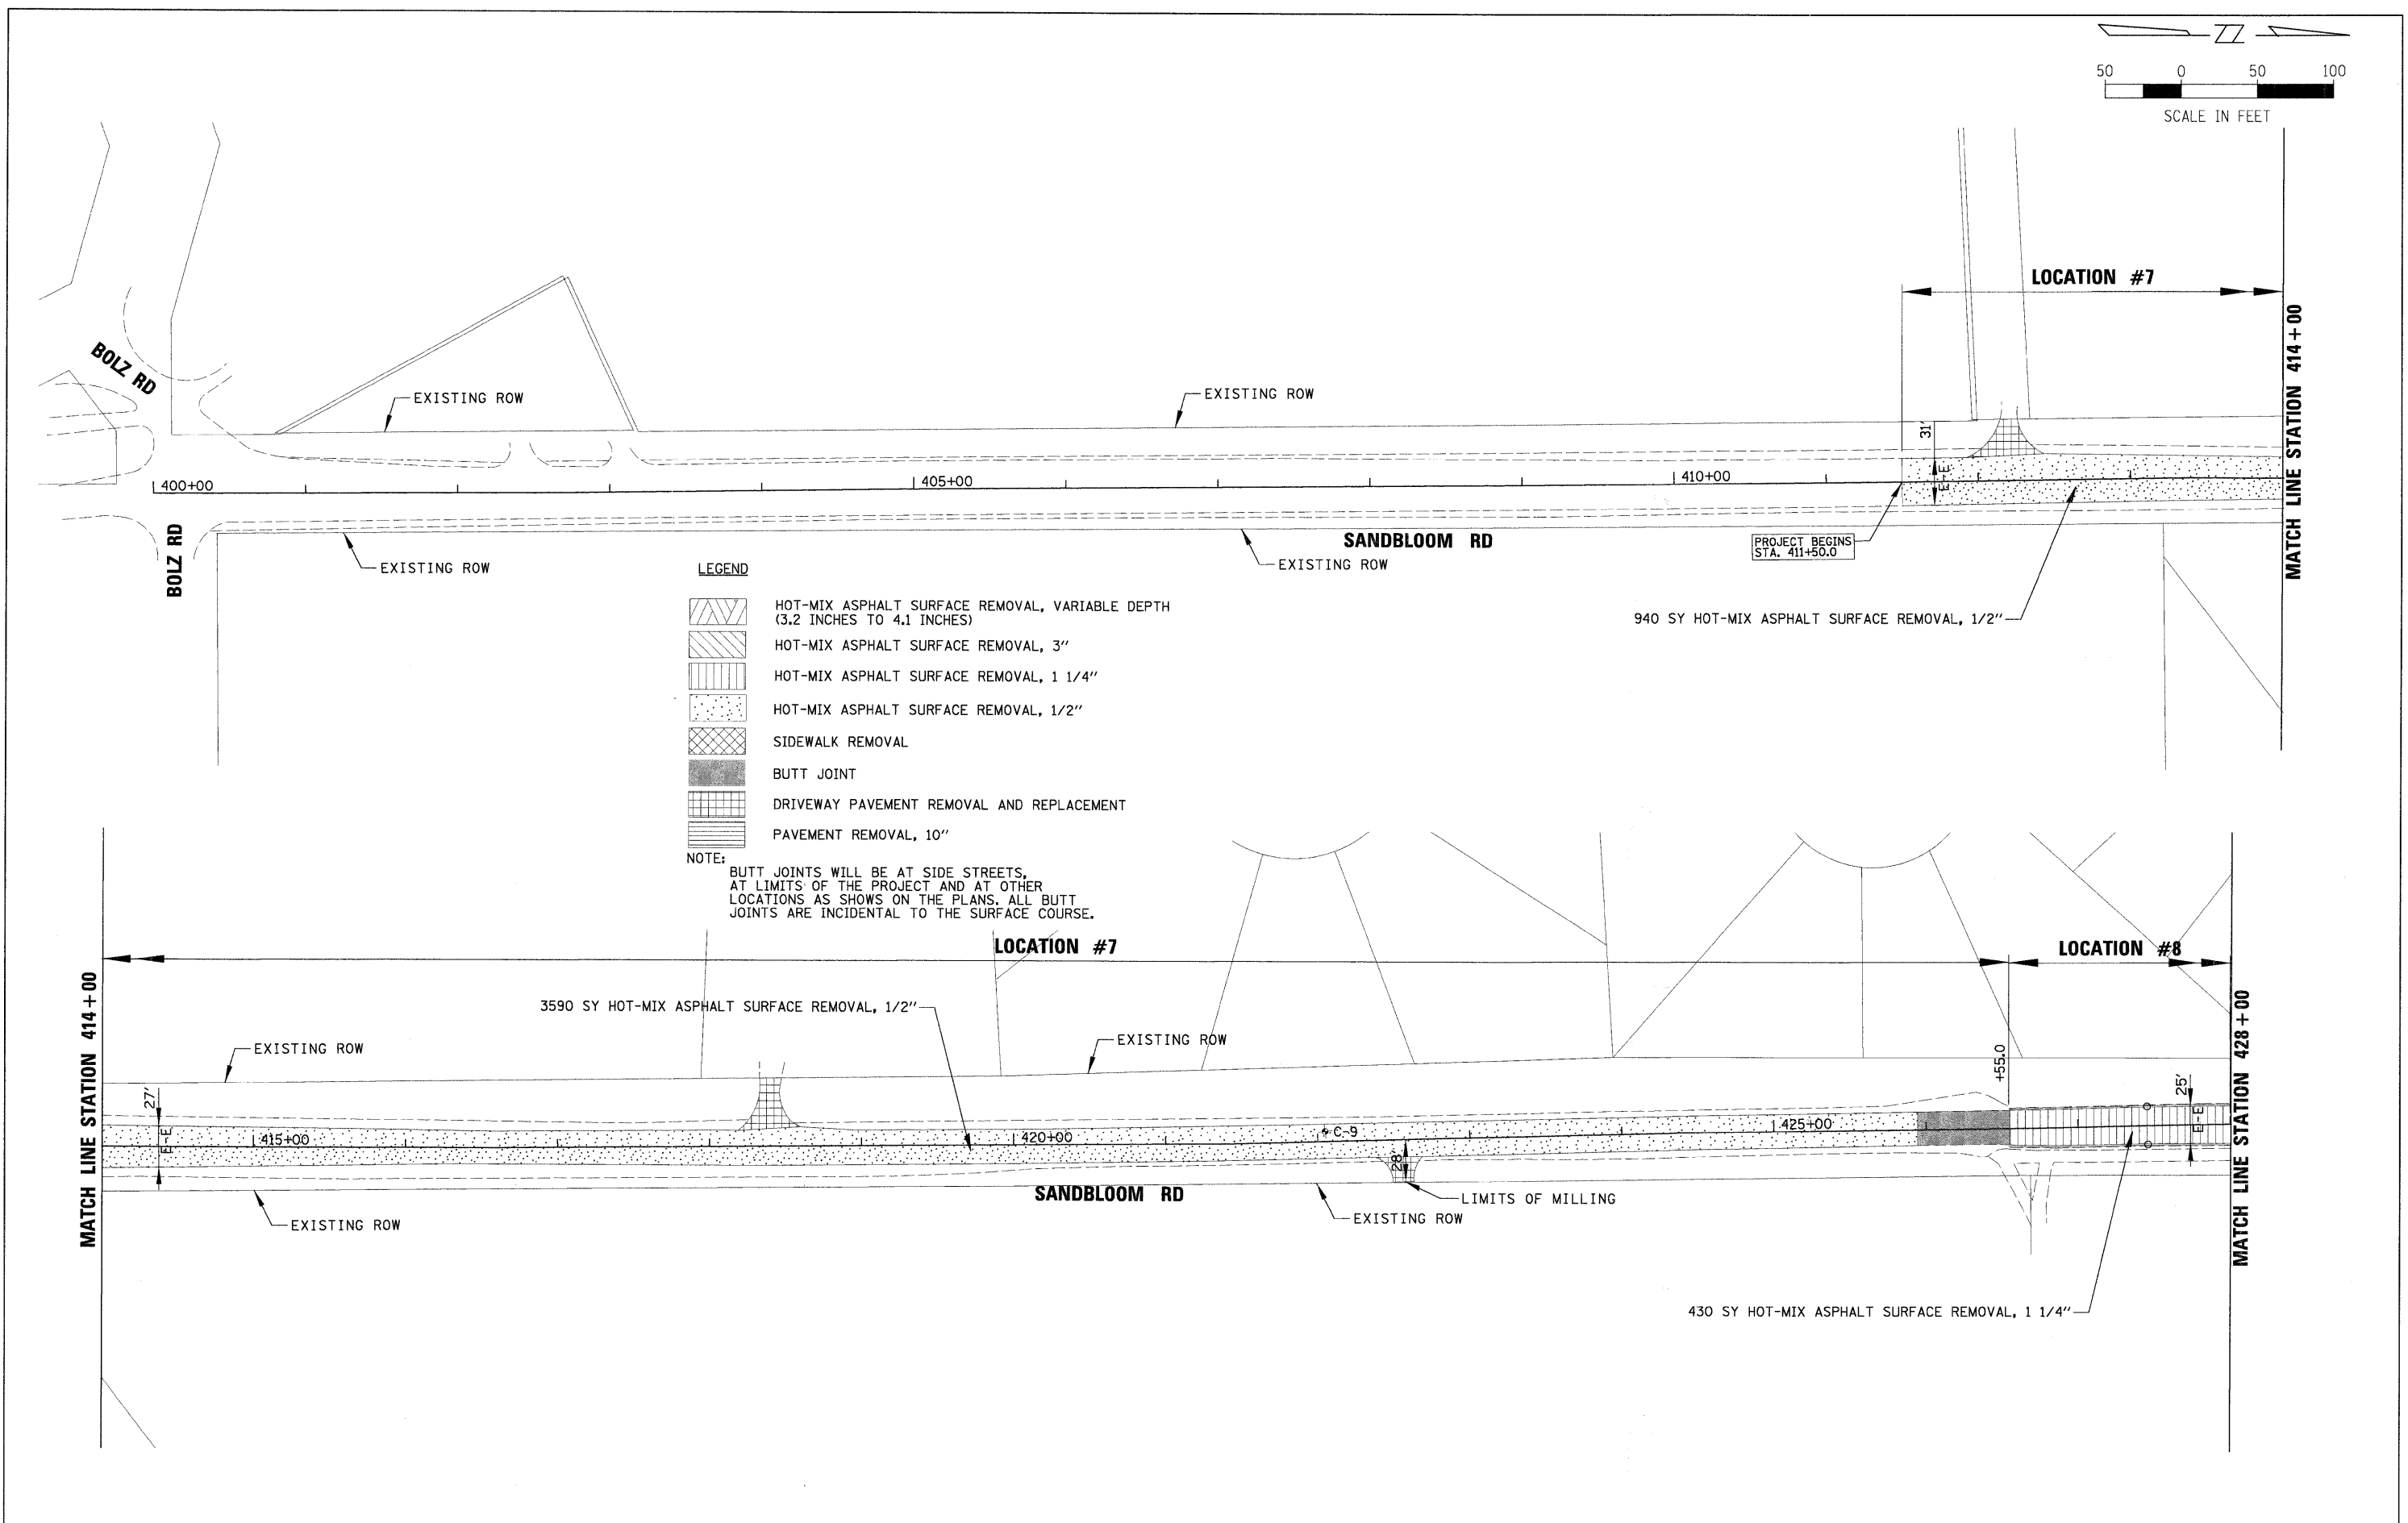 50 0 50 100
SCALE IN FEET
LOCATION #7
MATCH LINE STATION 414+00
BOLZ RD
EXISTING ROW
EXISTING ROW
31'
E-E
400+00
405+00
410+00
BOLZ RD
SANDBLOOM RD
PROJECT BEGINS
STA. 411+50.0
EXISTING ROW
EXISTING ROW
940 SY HOT-MIX ASPHALT SURFACE REMOVAL, 1/2"
LEGEND
HOT-MIX ASPHALT SURFACE REMOVAL, VARIABLE DEPTH
(3.2 INCHES TO 4.1 INCHES)
HOT-MIX ASPHALT SURFACE REMOVAL, 3"
HOT-MIX ASPHALT SURFACE REMOVAL, 1 1/4"
HOT-MIX ASPHALT SURFACE REMOVAL, 1/2"
SIDEWALK REMOVAL
BUTT JOINT
DRIVEWAY PAVEMENT REMOVAL AND REPLACEMENT
PAVEMENT REMOVAL, 10"
NOTE:
BUTT JOINTS WILL BE AT SIDE STREETS,
AT LIMITS OF THE PROJECT AND AT OTHER
LOCATIONS AS SHOWS ON THE PLANS. ALL BUTT
JOINTS ARE INCIDENTAL TO THE SURFACE COURSE.
LOCATION #7
LOCATION #8
MATCH LINE STATION 414+00
3590 SY HOT-MIX ASPHALT SURFACE REMOVAL, 1/2"
EXISTING ROW
EXISTING ROW
+55.0
MATCH LINE STATION 428+00
27'
E-E
25'
E-E
415+00
420+00
C-9
425+00
28'
SANDBLOOM RD
LIMITS OF MILLING
EXISTING ROW
EXISTING ROW
430 SY HOT-MIX ASPHALT SURFACE REMOVAL, 1 1/4"